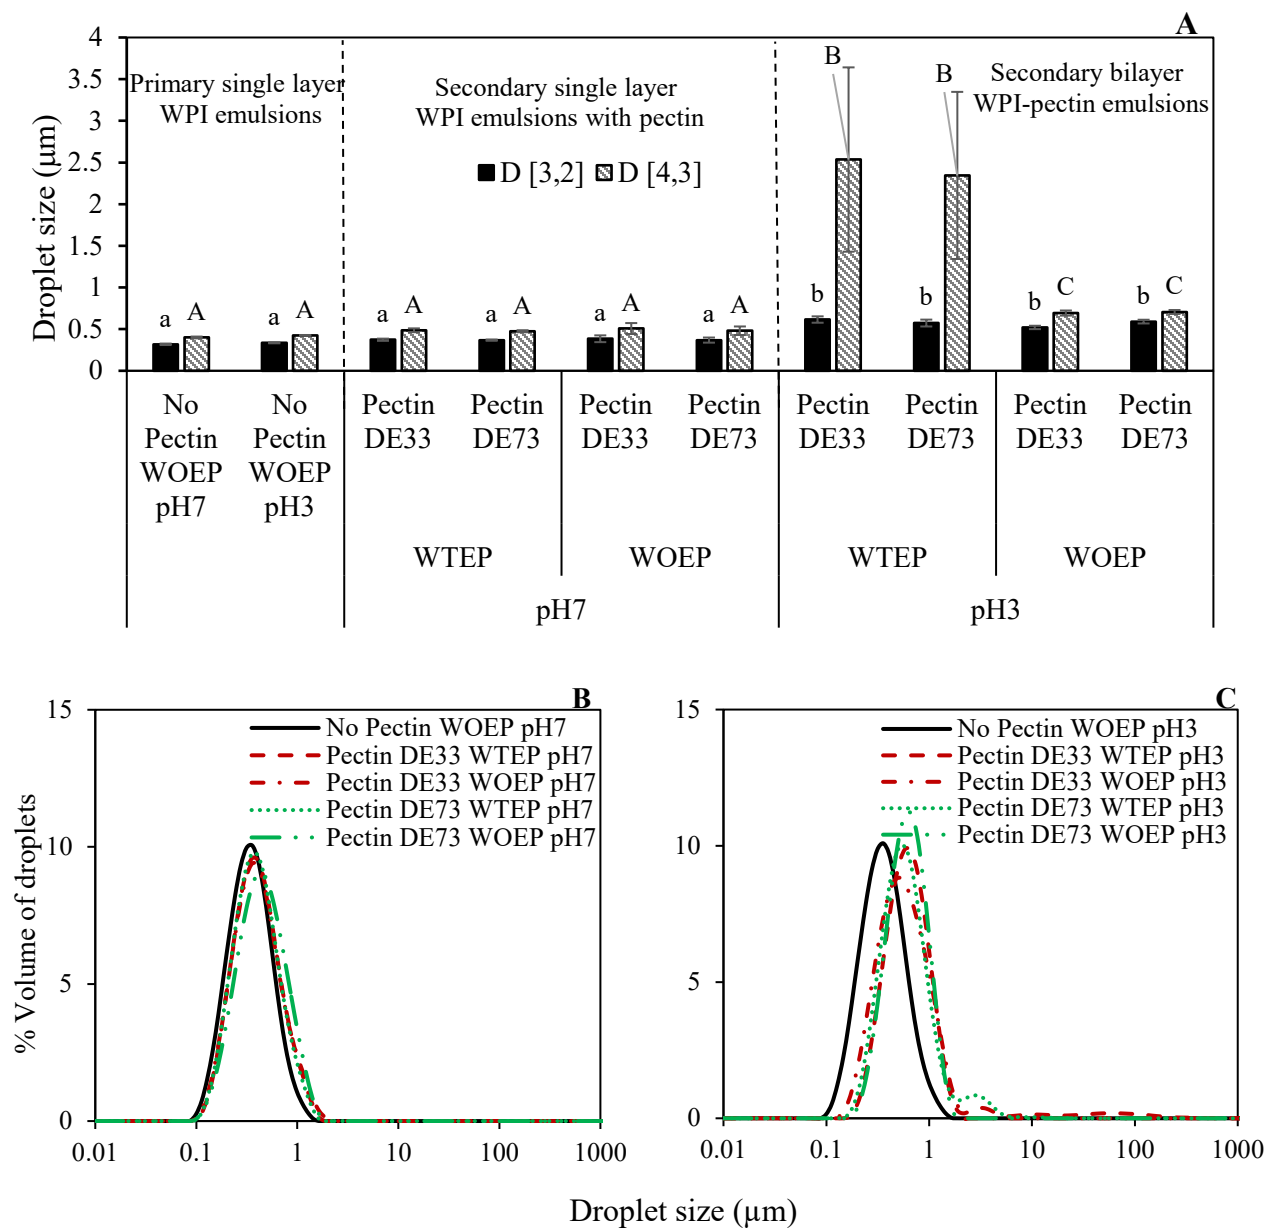 A
4
3.5
3
2.5
2
1.5
1
0.5
0
Droplet size (μm)
Primary single layer
WPI emulsions
Secondary single layer
WPI emulsions with pectin
Secondary bilayer
WPI-pectin emulsions
D [3,2] D [4,3]
a A a A a A a A a A a A b B b B b C b C
No
Pectin
WOEP
pH7
No
Pectin
WOEP
pH3
Pectin
DE33
Pectin
DE73
Pectin
DE33
Pectin
DE73
Pectin
DE33
Pectin
DE73
Pectin
DE33
Pectin
DE73
WTEP WOEP WTEP WOEP
pH7 pH3
B
15
10
5
0
% Volume of droplets
No Pectin WOEP pH7
Pectin DE33 WTEP pH7
Pectin DE33 WOEP pH7
Pectin DE73 WTEP pH7
Pectin DE73 WOEP pH7
0.01 0.1 1 10 100 1000
C
15
10
5
0
No Pectin WOEP pH3
Pectin DE33 WTEP pH3
Pectin DE33 WOEP pH3
Pectin DE73 WTEP pH3
Pectin DE73 WOEP pH3
0.01 0.1 1 10 100 1000
Droplet size (μm)